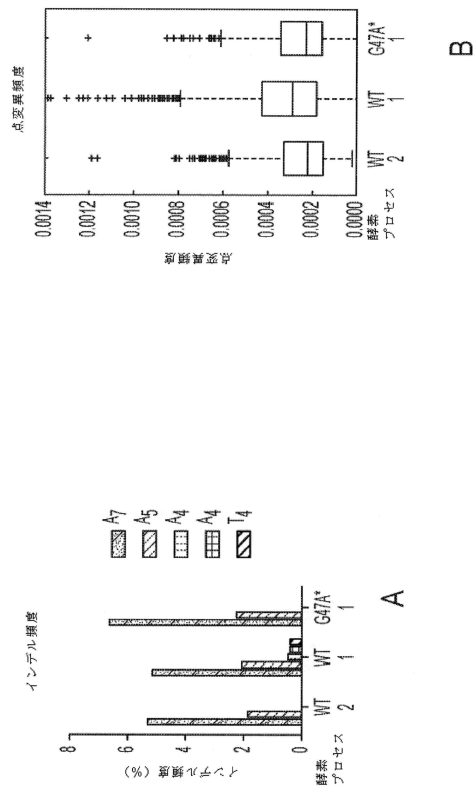 インデル頻度
インデル頻度 (%)
8
6
4
2
0
酵素 WT WT G47A*
プロセス 2 1 1
A7
A5
A4
A4
T4
A
点変異頻度
点変異頻度
0.0014
0.0012
0.0010
0.0008
0.0006
0.0004
0.0002
0.0000
酵素 WT WT G47A*
プロセス 2 1 1
B